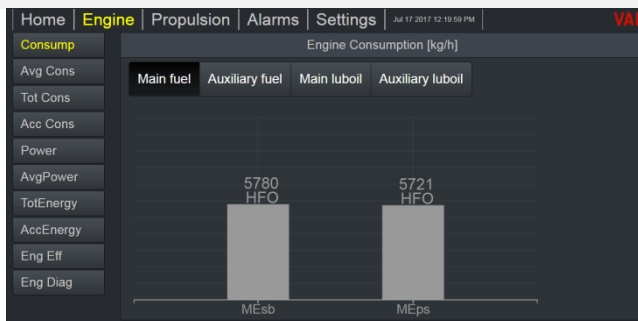 Home Engine Propulsion Alarms Settings Jul 17 2017 12:19:59 PM
Consump
Engine Consumption [kg/h]
Avg Cons
Main fuel Auxiliary fuel Main luboil Auxiliary luboil
Tot Cons
Acc Cons
Power
AvgPower
TotEnergy
AccEnergy
Eng Eff
Eng Diag
5780
HFO
5721
HFO
MEsb MEps